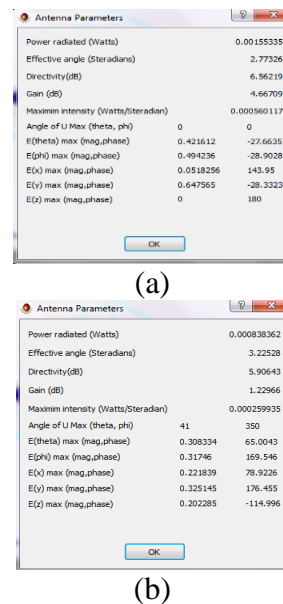 Antenna Parameters
Power radiated (Watts) 0.00155335
Effective angle (Steradians) 2.77326
Directivity(dB) 6.56219
Gain (dB) 4.66709
Maximim intensity (Watts/Steradian) 0.000560117
Angle of U Max (theta, phi) 0 0
E(theta) max (mag,phase) 0.421612 -27.6635
E(phi) max (mag,phase) 0.494236 -28.9028
E(x) max (mag,phase) 0.0518256 143.95
E(y) max (mag,phase) 0.647565 -28.3323
E(z) max (mag,phase) 0 180
OK
(a)
Antenna Parameters
Power radiated (Watts) 0.000838362
Effective angle (Steradians) 3.22528
Directivity(dB) 5.90643
Gain (dB) 1.22966
Maximim intensity (Watts/Steradian) 0.000259935
Angle of U Max (theta, phi) 41 350
E(theta) max (mag,phase) 0.308334 65.0043
E(phi) max (mag,phase) 0.31746 169.546
E(x) max (mag,phase) 0.221839 78.9226
E(y) max (mag,phase) 0.325145 176.455
E(z) max (mag,phase) 0.202285 -114.996
OK
(b)